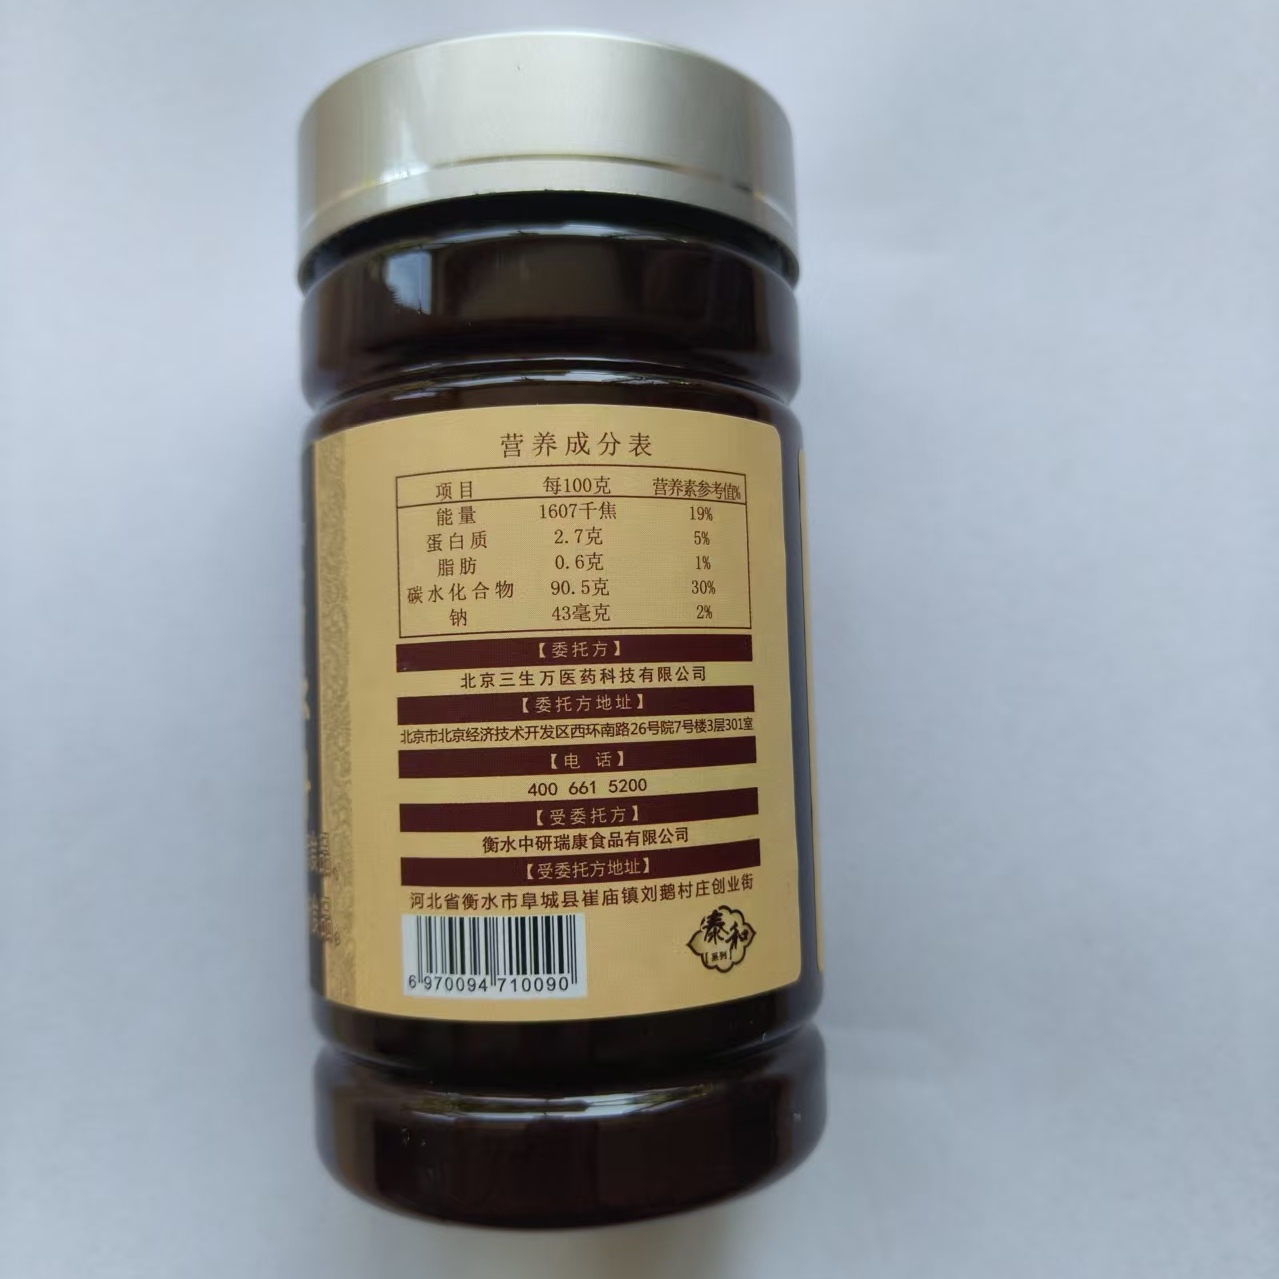 营养成分表
项目 每100克 营养素参考值%
能量 1607千焦 19%
蛋白质 2.7克 5%
脂肪 0.6克 1%
碳水化合物 90.5克 30%
钠 43毫克 2%
【委托方】
北京三生万医药科技有限公司
【委托方地址】
北京市北京经济技术开发区西环南路26号院7号楼3层301室
【电 话】
400 661 5200
【受委托方】
衡水中研瑞康食品有限公司
【受委托方地址】
河北省衡水市阜城县崔庙镇刘鹅村庄创业街
泰和
系列
6 970094 710090